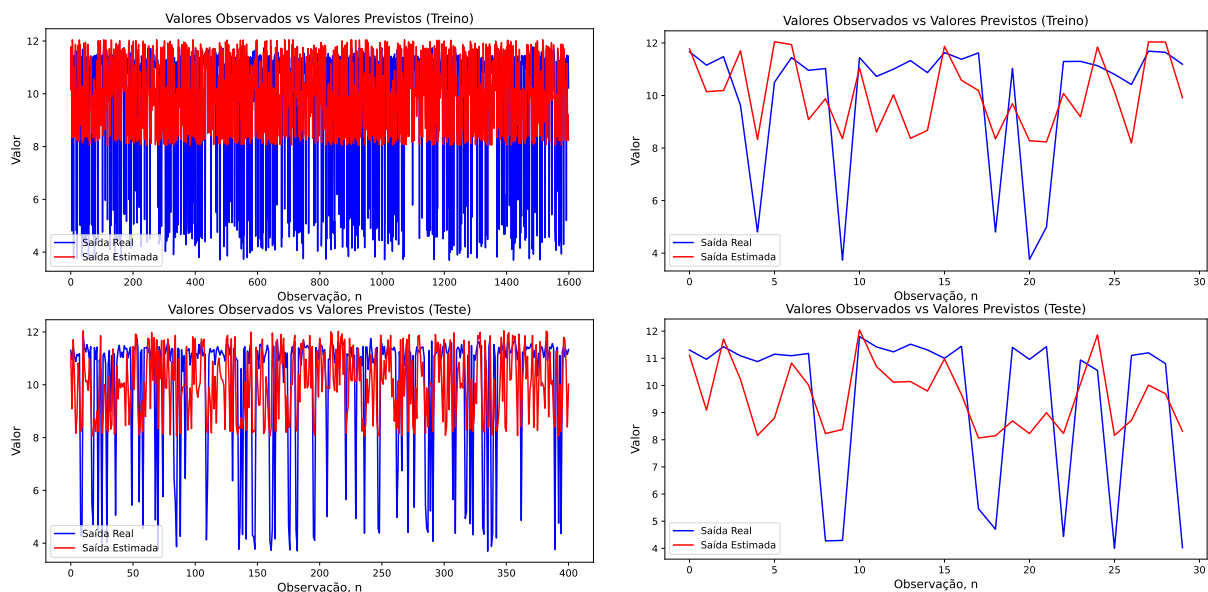 Valores Observados vs Valores Previstos (Treino)
Valor
12
10
8
6
4
Saída Real
Saída Estimada
0 200 400 600 800 1000 1200 1400 1600
Observação, n
Valores Observados vs Valores Previstos (Treino)
Valor
12
10
8
6
4
Saída Real
Saída Estimada
0 5 10 15 20 25 30
Observação, n
Valores Observados vs Valores Previstos (Teste)
Valor
12
10
8
6
4
Saída Real
Saída Estimada
0 50 100 150 200 250 300 350 400
Observação, n
Valores Observados vs Valores Previstos (Teste)
Valor
12
11
10
9
8
7
6
5
4
Saída Real
Saída Estimada
0 5 10 15 20 25 30
Observação, n